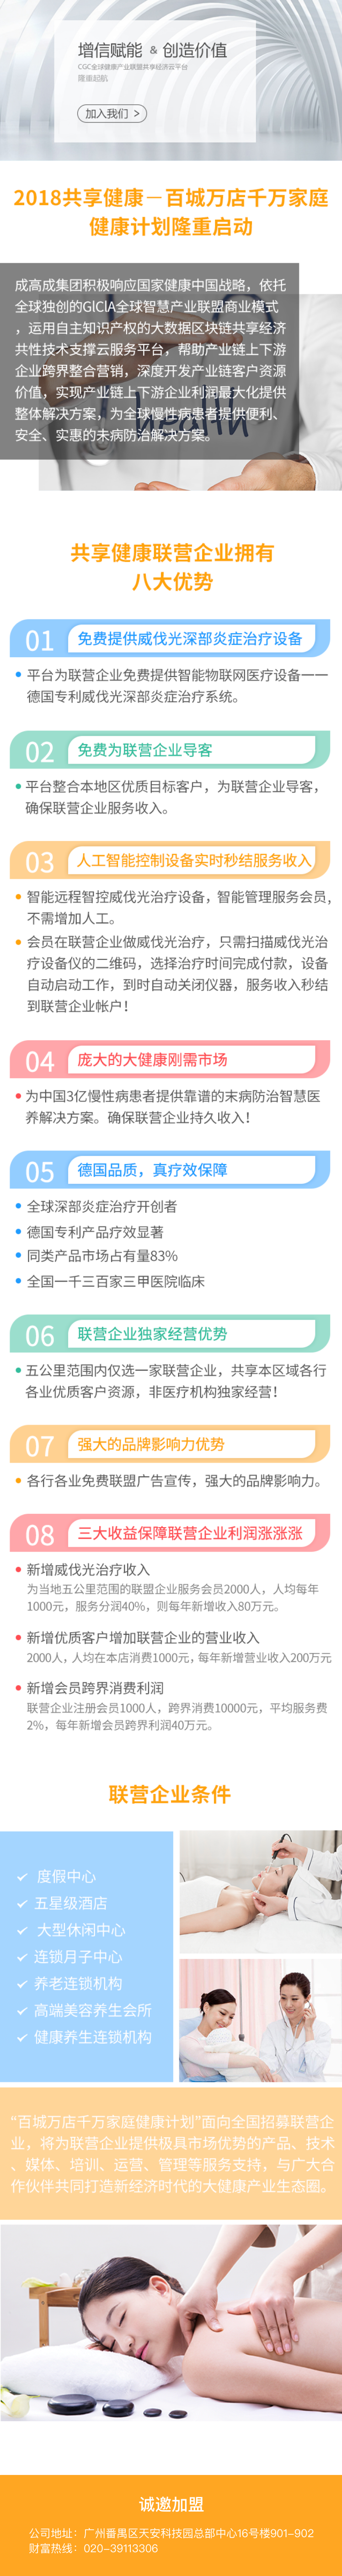 增信赋能 & 创造价值
CGC全球健康产业联盟共享经济云平台
隆重起航
加入我们 >
2018共享健康—百城万店千万家庭
健康计划隆重启动
成高成集团积极响应国家健康中国战略，依托
全球独创的GICIA全球智慧产业联盟商业模式
，运用自主知识产权的大数据区块链共享经济
共性技术支撑云服务平台，帮助产业链上下游
企业跨界整合营销，深度开发产业链客户资源
价值，实现产业链上下游企业利润最大化提供
整体解决方案，为全球慢性病患者提供便利、
安全、实惠的未病防治解决方案。
health
共享健康联营企业拥有
八大优势
01 免费提供威伐光深部炎症治疗设备
平台为联营企业免费提供智能物联网医疗设备——
德国专利威伐光深部炎症治疗系统。
02 免费为联营企业导客
平台整合本地区优质目标客户，为联营企业导客，
确保联营企业服务收入。
03 人工智能控制设备实时秒结服务收入
智能远程智控威伐光治疗设备，智能管理服务会员，
不需增加人工。
会员在联营企业做威伐光治疗，只需扫描威伐光治
疗设备仪的二维码，选择治疗时间完成付款，设备
自动启动工作，到时自动关闭仪器，服务收入秒结
到联营企业帐户！
04 庞大的大健康刚需市场
为中国3亿慢性病患者提供靠谱的末病防治智慧医
养解决方案。确保联营企业持久收入！
05 德国品质，真疗效保障
全球深部炎症治疗开创者
德国专利产品疗效显著
同类产品市场占有量83%
全国一千三百家三甲医院临床
06 联营企业独家经营优势
五公里范围内仅选一家联营企业，共享本区域各行
各业优质客户资源，非医疗机构独家经营！
07 强大的品牌影响力优势
各行各业免费联盟广告宣传，强大的品牌影响力。
08 三大收益保障联营企业利润涨涨涨
新增威伐光治疗收入
为当地五公里范围的联盟企业服务会员2000人，人均每年
1000元，服务分润40%，则每年新增收入80万元。
新增优质客户增加联营企业的营业收入
2000人，人均在本店消费1000元，每年新增营业收入200万元
新增会员跨界消费利润
联营企业注册会员1000人，跨界消费10000元，平均服务费
2%，每年新增会员跨界利润40万元。
联营企业条件
度假中心
五星级酒店
大型休闲中心
连锁月子中心
养老连锁机构
高端美容养生会所
健康养生连锁机构
“百城万店千万家庭健康计划”面向全国招募联营企
业，将为联营企业提供极具市场优势的产品、技术
、媒体、培训、运营、管理等服务支持，与广大合
作伙伴共同打造新经济时代的大健康产业生态圈。
诚邀加盟
公司地址：广州番禺区天安科技园总部中心16号楼901-902
财富热线：020-39113306